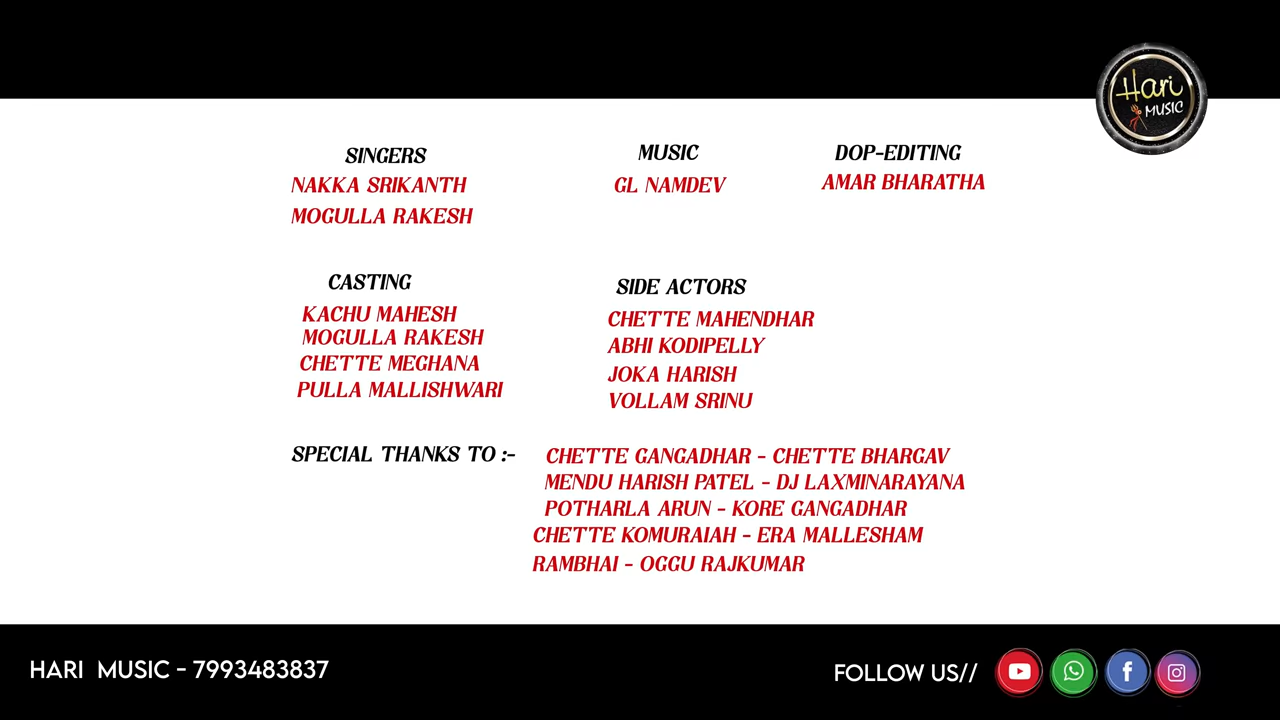 Hari
MUSIC
SINGERS
NAKKA SRIKANTH
MOGULLA RAKESH
MUSIC
GL NAMDEV
DOP-EDITING
AMAR BHARATHA
CASTING
KACHU MAHESH
MOGULLA RAKESH
CHETTE MEGHANA
PULLA MALLISHWARI
SIDE ACTORS
CHETTE MAHENDHAR
ABHI KODIPELLY
JOKA HARISH
VOLLAM SRINU
SPECIAL THANKS TO :- CHETTE GANGADHAR - CHETTE BHARGAV
MENDU HARISH PATEL - DJ LAXMINARAYANA
POTHARLA ARUN - KORE GANGADHAR
CHETTE KOMURAIAH - ERA MALLESHAM
RAMBHAI - OGGU RAJKUMAR
HARI MUSIC - 7993483837
FOLLOW US//